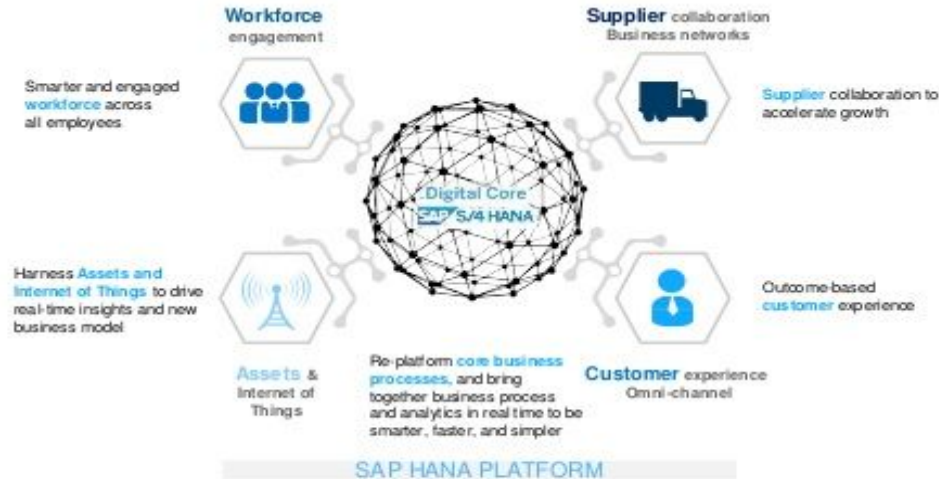 Workforce
engagement
Supplier collaboration
Business networks
Smarter and engaged
workforce across
all employees
Supplier collaboration to
accelerate growth
Digital Core
SAP S/4 HANA
Harness Assets and
Internet of Things to drive
real-time insights and new
business model
Outcome-based
customer experience
Assets &
Internet of
Things
Re-platform core business
processes, and bring
together business process
and analytics in real time to be
smarter, faster, and simpler
Customer experience
Omni-channel
SAP HANA PLATFORM